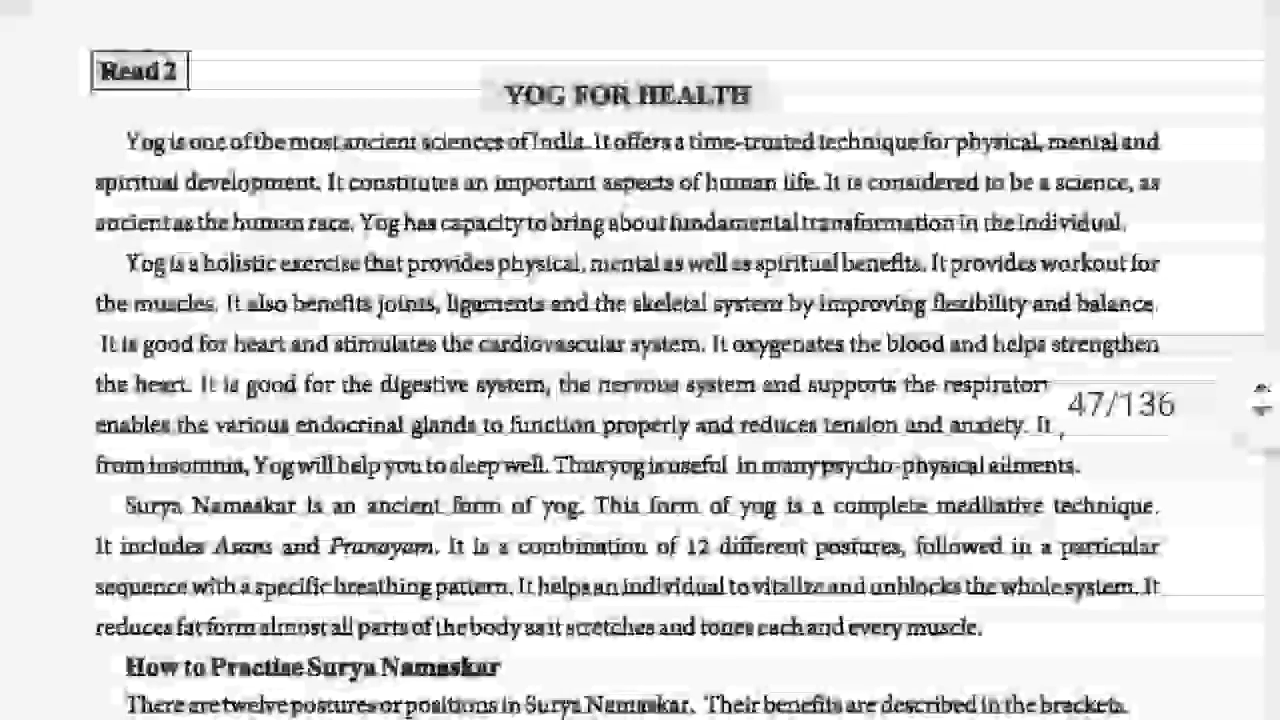 Read 2
YOG FOR HEALTH
Yog is one of the most ancient sciences of India. It offers a time-trusted technique for physical, mental and
spiritual development. It constitutes an important aspects of human life. It is considered to be a science, as
ancient as the human race. Yog has capacity to bring about fundamental transformation in the individual.
Yog is a holistic exercise that provides physical, mental as well as spiritual benefits. It provides workout for
the muscles. It also benefits joints, ligaments and the skeletal system by improving flexibility and balance.
It is good for heart and stimulates the cardiovascular system. It oxygenates the blood and helps strengthen
the heart. It is good for the digestive system, the nervous system and supports the respirator
47/136
enables the various endocrinal glands to function properly and reduces tension and anxiety. It
from insomnia, Yog will help you to sleep well. Thus yog is useful in many psycho-physical ailments.
Surya Namaskar is an ancient form of yog. This form of yog is a complete meditative technique.
It includes Asans and Pranayam. It is a combination of 12 different postures, followed in a particular
sequence with a specific breathing pattern. It helps an individual to vitalize and unblocks the whole system. It
reduces fat form almost all parts of the body as it stretches and tones each and every muscle.
How to Practise Surya Namaskar
There are twelve postures or positions in Surya Namaskar. Their benefits are described in the brackets.